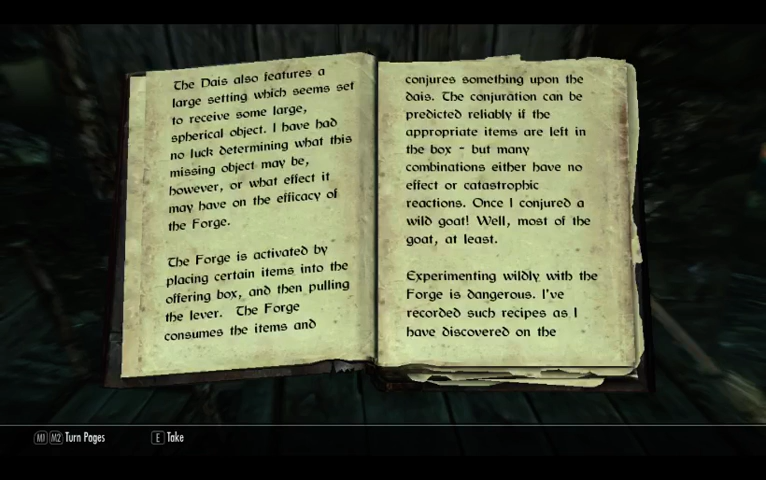 The Dais also features a
large setting which seems set
to receive some large,
spherical object. I have had
no luck determining what this
missing object may be,
however, or what effect it
may have on the efficacy of
the Forge.
The Forge is activated by
placing certain items into the
offering box, and then pulling
the lever. The Forge
consumes the items and
conjures something upon the
dais. The conjuration can be
predicted reliably if the
appropriate items are left in
the box - but many
combinations either have no
effect or catastrophic
reactions. Once I conjured a
wild goat! Well, most of the
goat, at least.
Experimenting wildly with the
Forge is dangerous. I've
recorded such recipes as I
have discovered on the
M1 M2 Turn Pages E Take